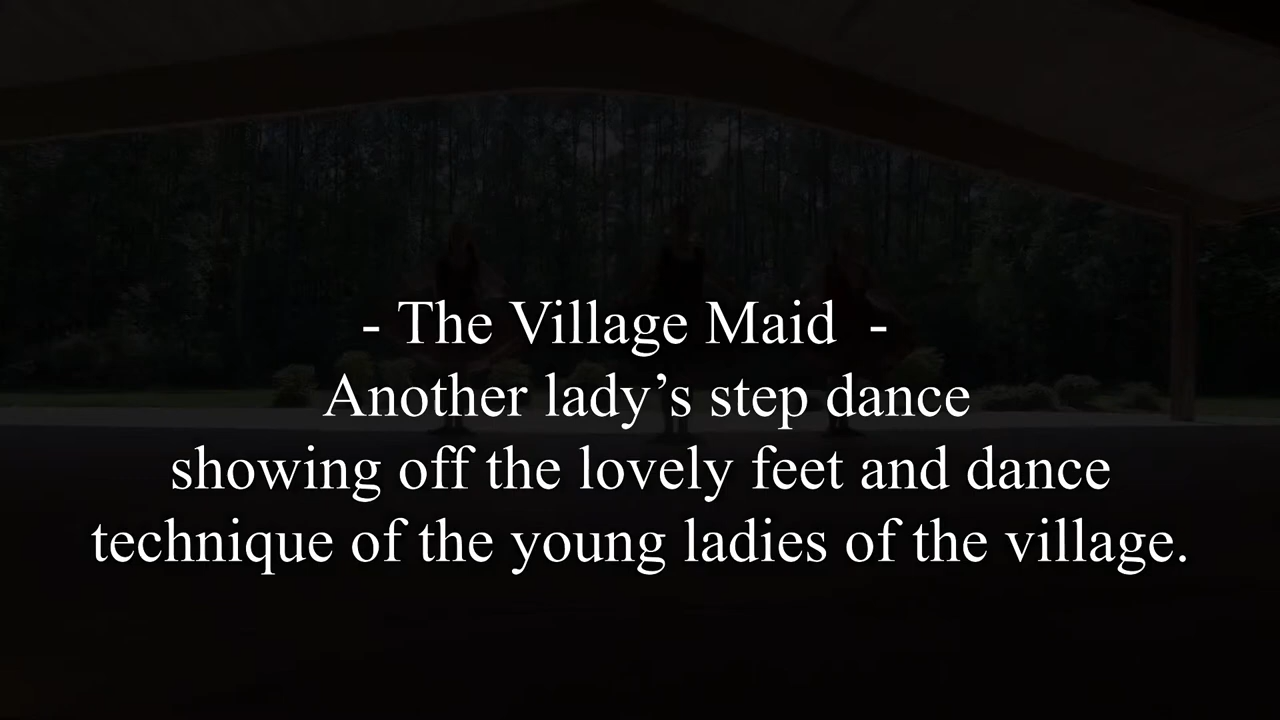 - The Village Maid  -
Another lady’s step dance
showing off the lovely feet and dance
technique of the young ladies of the village.